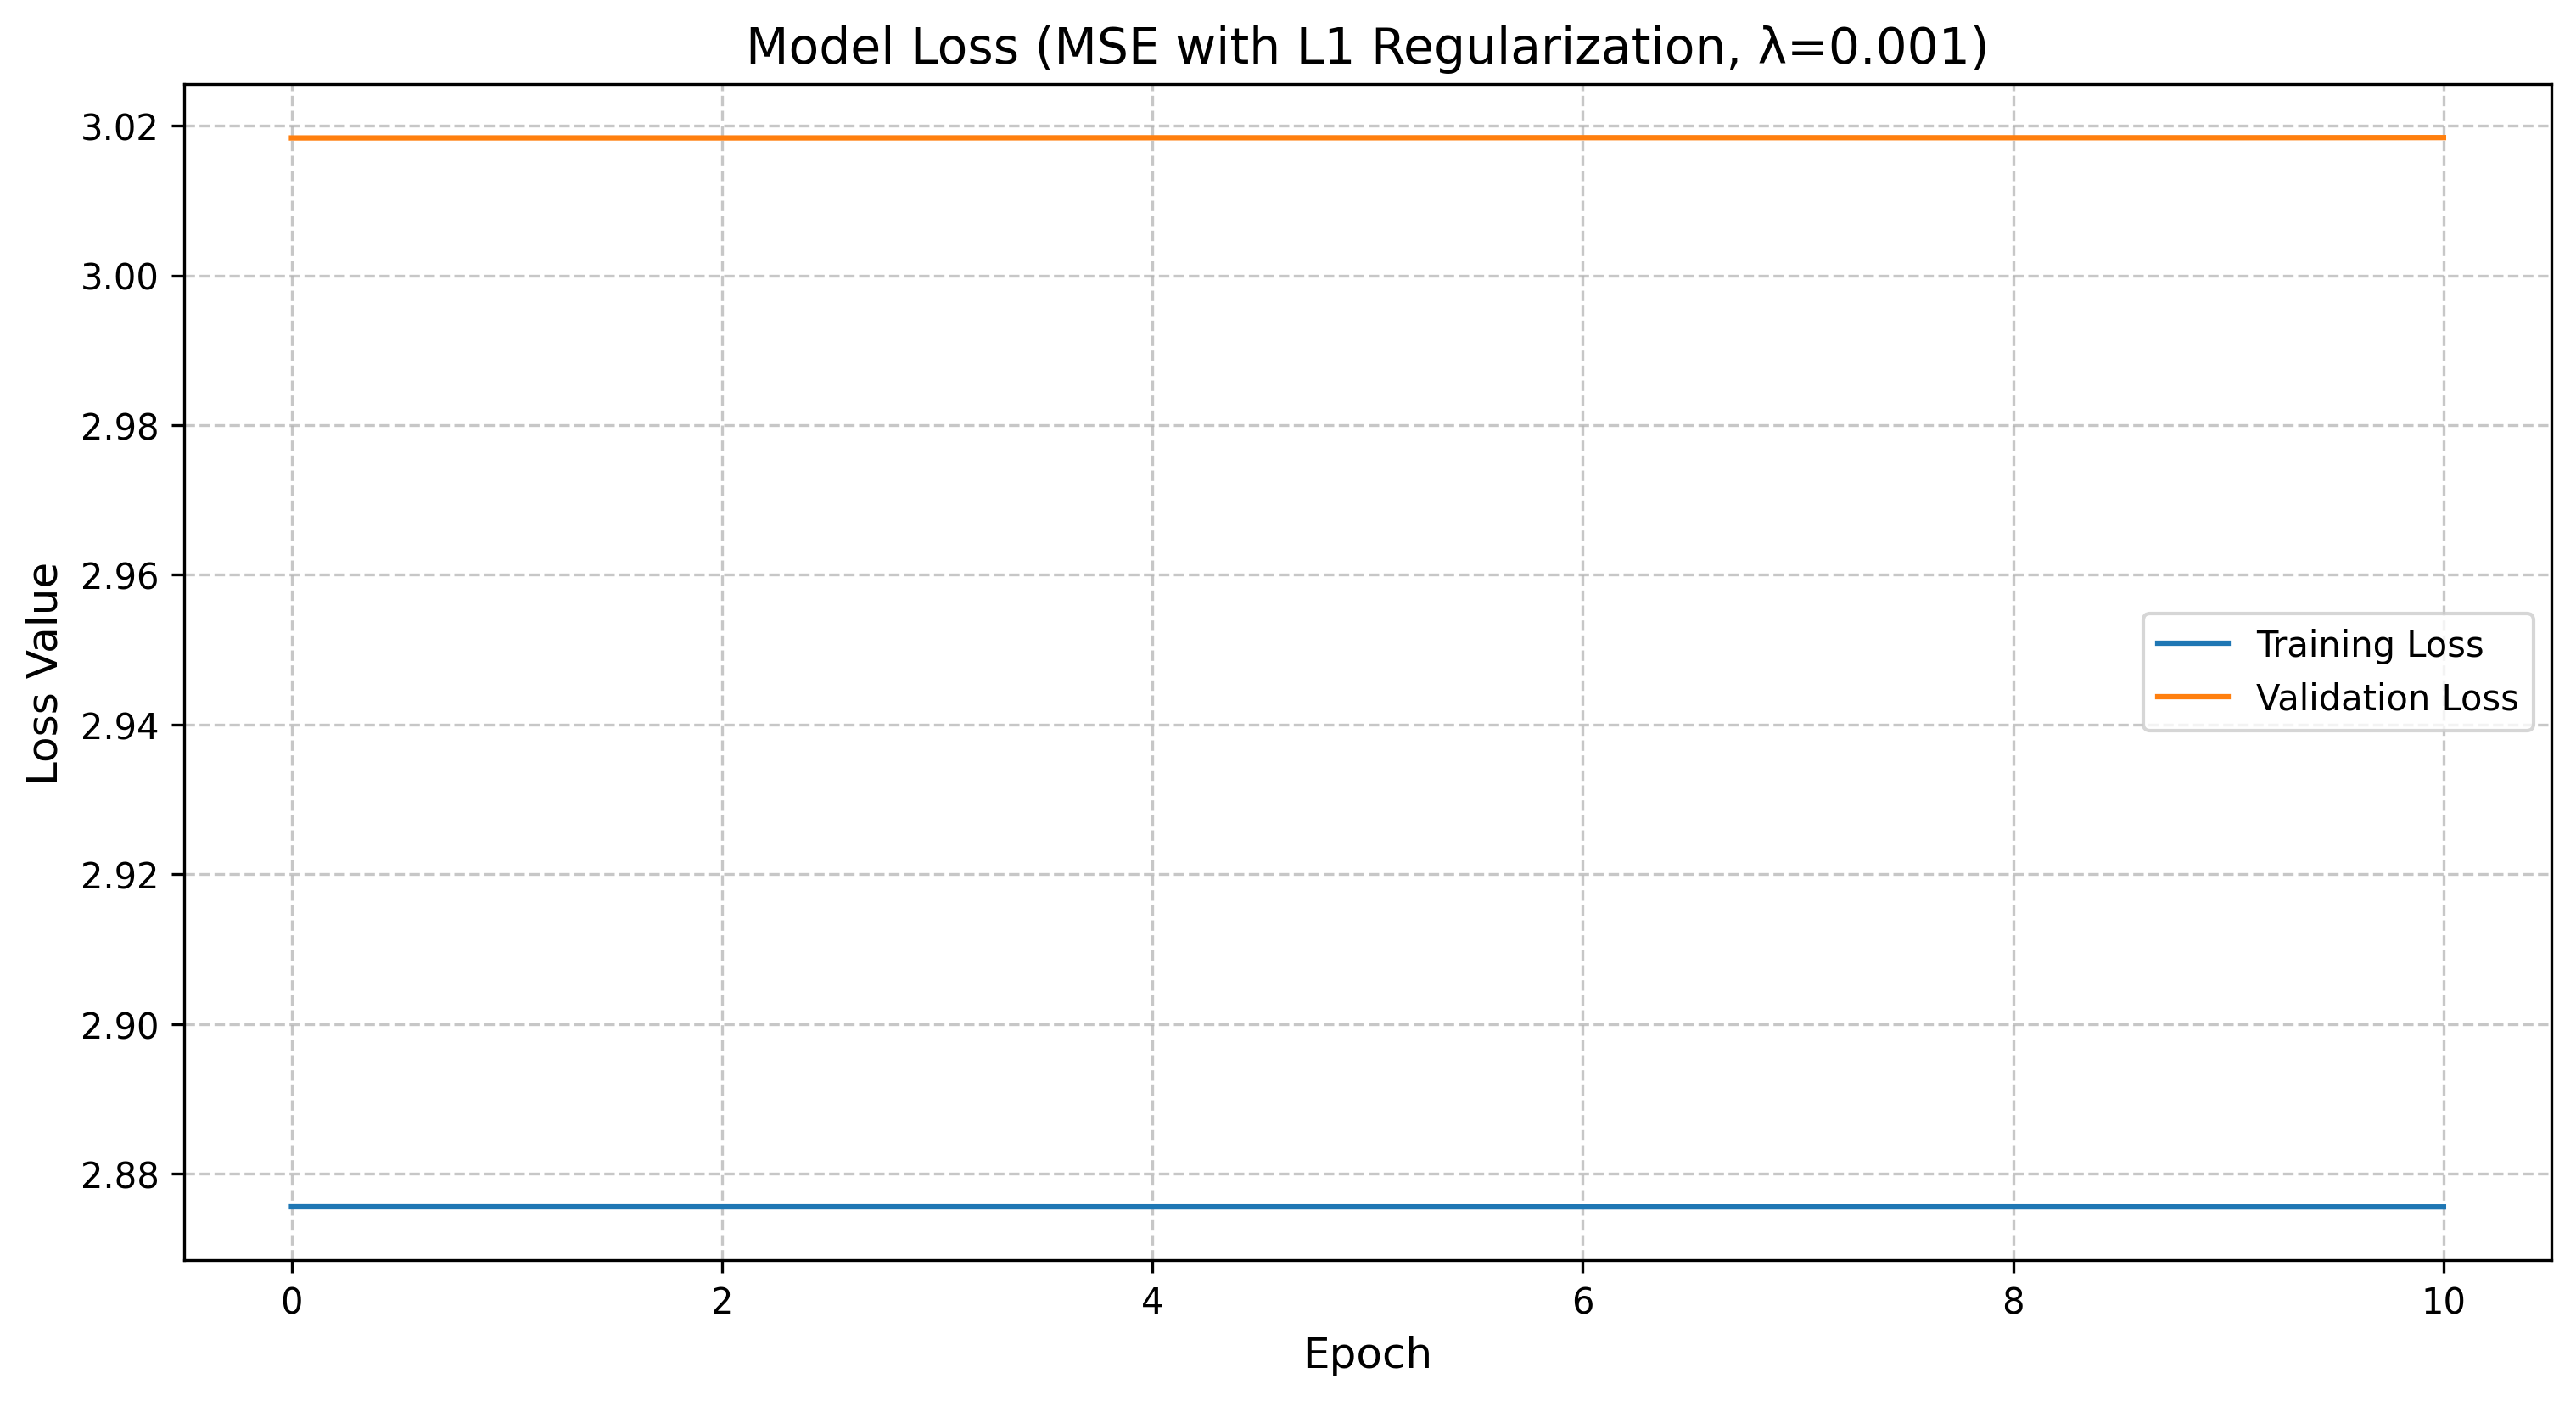 Model Loss (MSE with L1 Regularization, λ=0.001)
Loss Value
3.02
3.00
2.98
2.96
2.94
2.92
2.90
2.88
Training Loss
Validation Loss
0 2 4 6 8 10
Epoch